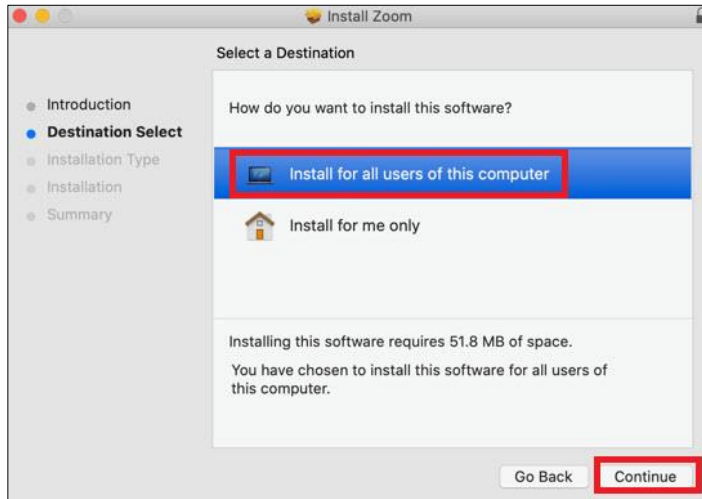 Install Zoom
Select a Destination
Introduction
Destination Select
Installation Type
Installation
Summary
How do you want to install this software?
Install for all users of this computer
Install for me only
Installing this software requires 51.8 MB of space.
You have chosen to install this software for all users of
this computer.
Go Back
Continue